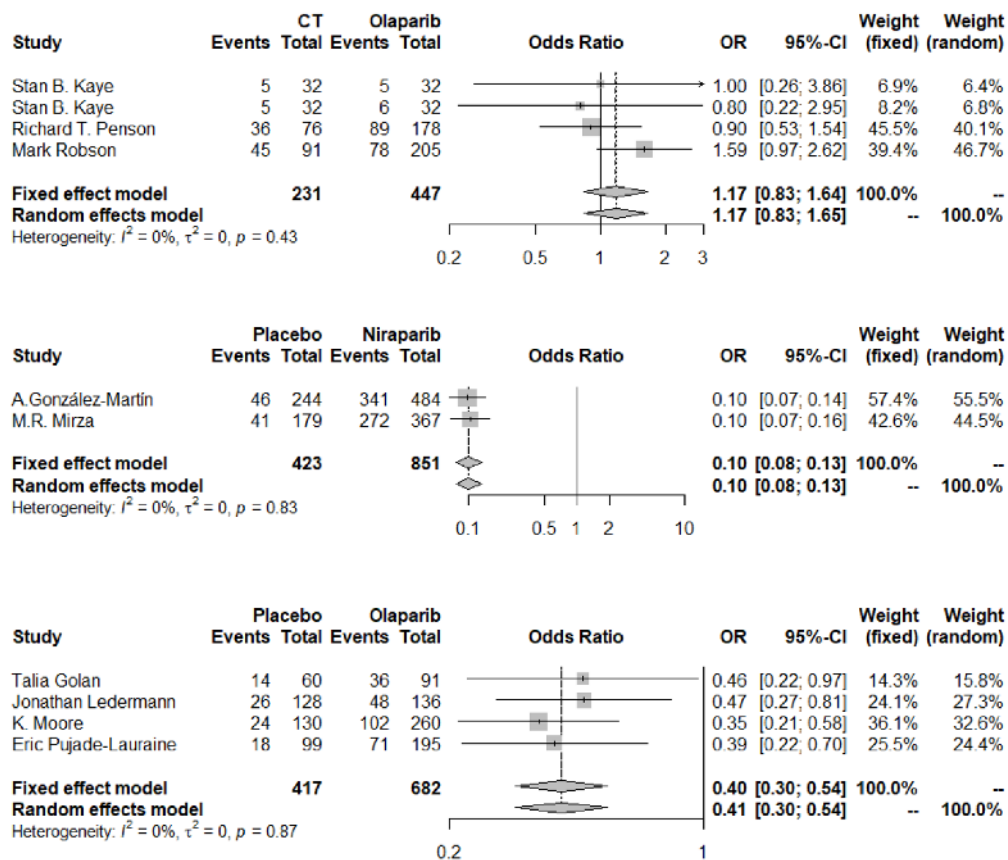 CT Olaparib Weight Weight
Study Events Total Events Total Odds Ratio OR 95%-CI (fixed) (random)
Stan B. Kaye 5 32 5 32 1.00 [0.26; 3.86] 6.9% 6.4%
Stan B. Kaye 5 32 6 32 0.80 [0.22; 2.95] 8.2% 6.8%
Richard T. Penson 36 76 89 178 0.90 [0.53; 1.54] 45.5% 40.1%
Mark Robson 45 91 78 205 1.59 [0.97; 2.62] 39.4% 46.7%
Fixed effect model 231 447 1.17 [0.83; 1.64] 100.0% --
Random effects model 1.17 [0.83; 1.65] -- 100.0%
Heterogeneity: I² = 0%, τ² = 0, p = 0.43
0.2 0.5 1 2 3
Placebo Niraparib Weight Weight
Study Events Total Events Total Odds Ratio OR 95%-CI (fixed) (random)
A.González-Martín 46 244 341 484 0.10 [0.07; 0.14] 57.4% 55.5%
M.R. Mirza 41 179 272 367 0.10 [0.07; 0.16] 42.6% 44.5%
Fixed effect model 423 851 0.10 [0.08; 0.13] 100.0% --
Random effects model 0.10 [0.08; 0.13] -- 100.0%
Heterogeneity: I² = 0%, τ² = 0, p = 0.83
0.1 0.5 1 2 10
Placebo Olaparib Weight Weight
Study Events Total Events Total Odds Ratio OR 95%-CI (fixed) (random)
Talia Golan 14 60 36 91 0.46 [0.22; 0.97] 14.3% 15.8%
Jonathan Ledermann 26 128 48 136 0.47 [0.27; 0.81] 24.1% 27.3%
K. Moore 24 130 102 260 0.35 [0.21; 0.58] 36.1% 32.6%
Eric Pujade-Lauraine 18 99 71 195 0.39 [0.22; 0.70] 25.5% 24.4%
Fixed effect model 417 682 0.40 [0.30; 0.54] 100.0% --
Random effects model 0.41 [0.30; 0.54] -- 100.0%
Heterogeneity: I² = 0%, τ² = 0, p = 0.87
0.2 1